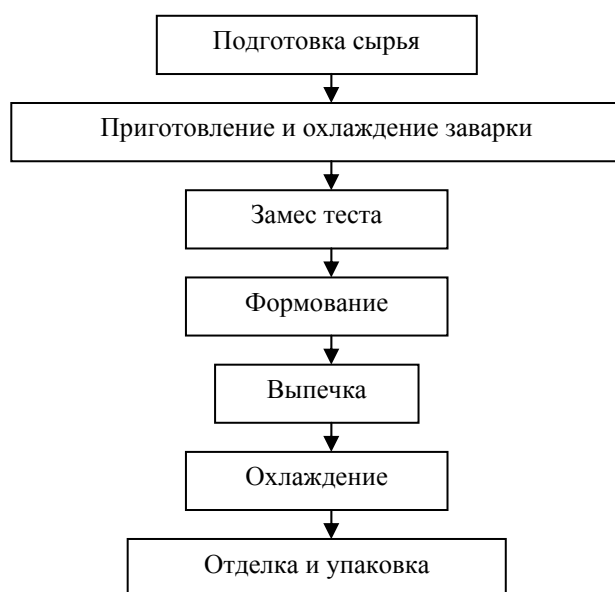 Подготовка сырья
Приготовление и охлаждение заварки
Замес теста
Формование
Выпечка
Охлаждение
Отделка и упаковка